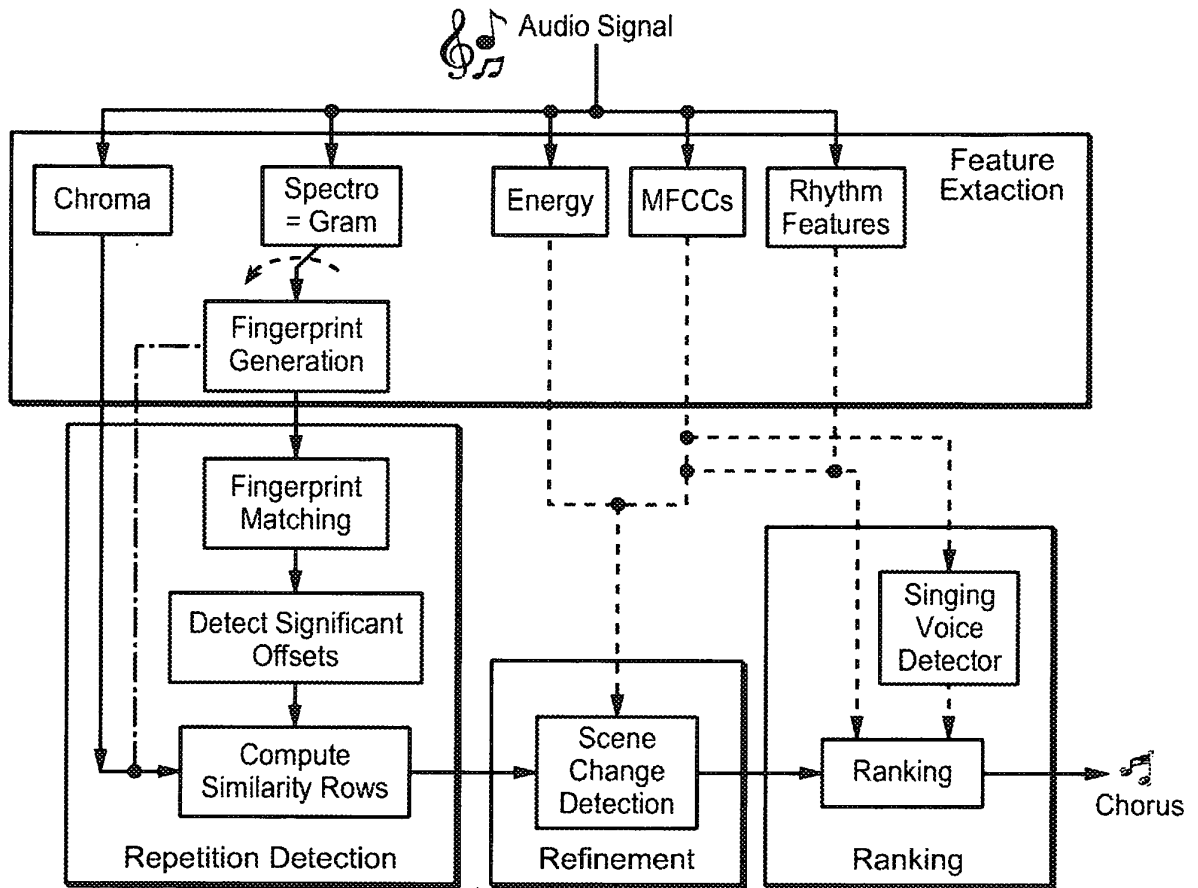 Audio Signal
Feature
Extaction
Chroma
Spectro
= Gram
Energy
MFCCs
Rhythm
Features
Fingerprint
Generation
Fingerprint
Matching
Detect Significant
Offsets
Compute
Similarity Rows
Repetition Detection
Scene
Change
Detection
Refinement
Singing
Voice
Detector
Ranking
Ranking
Chorus